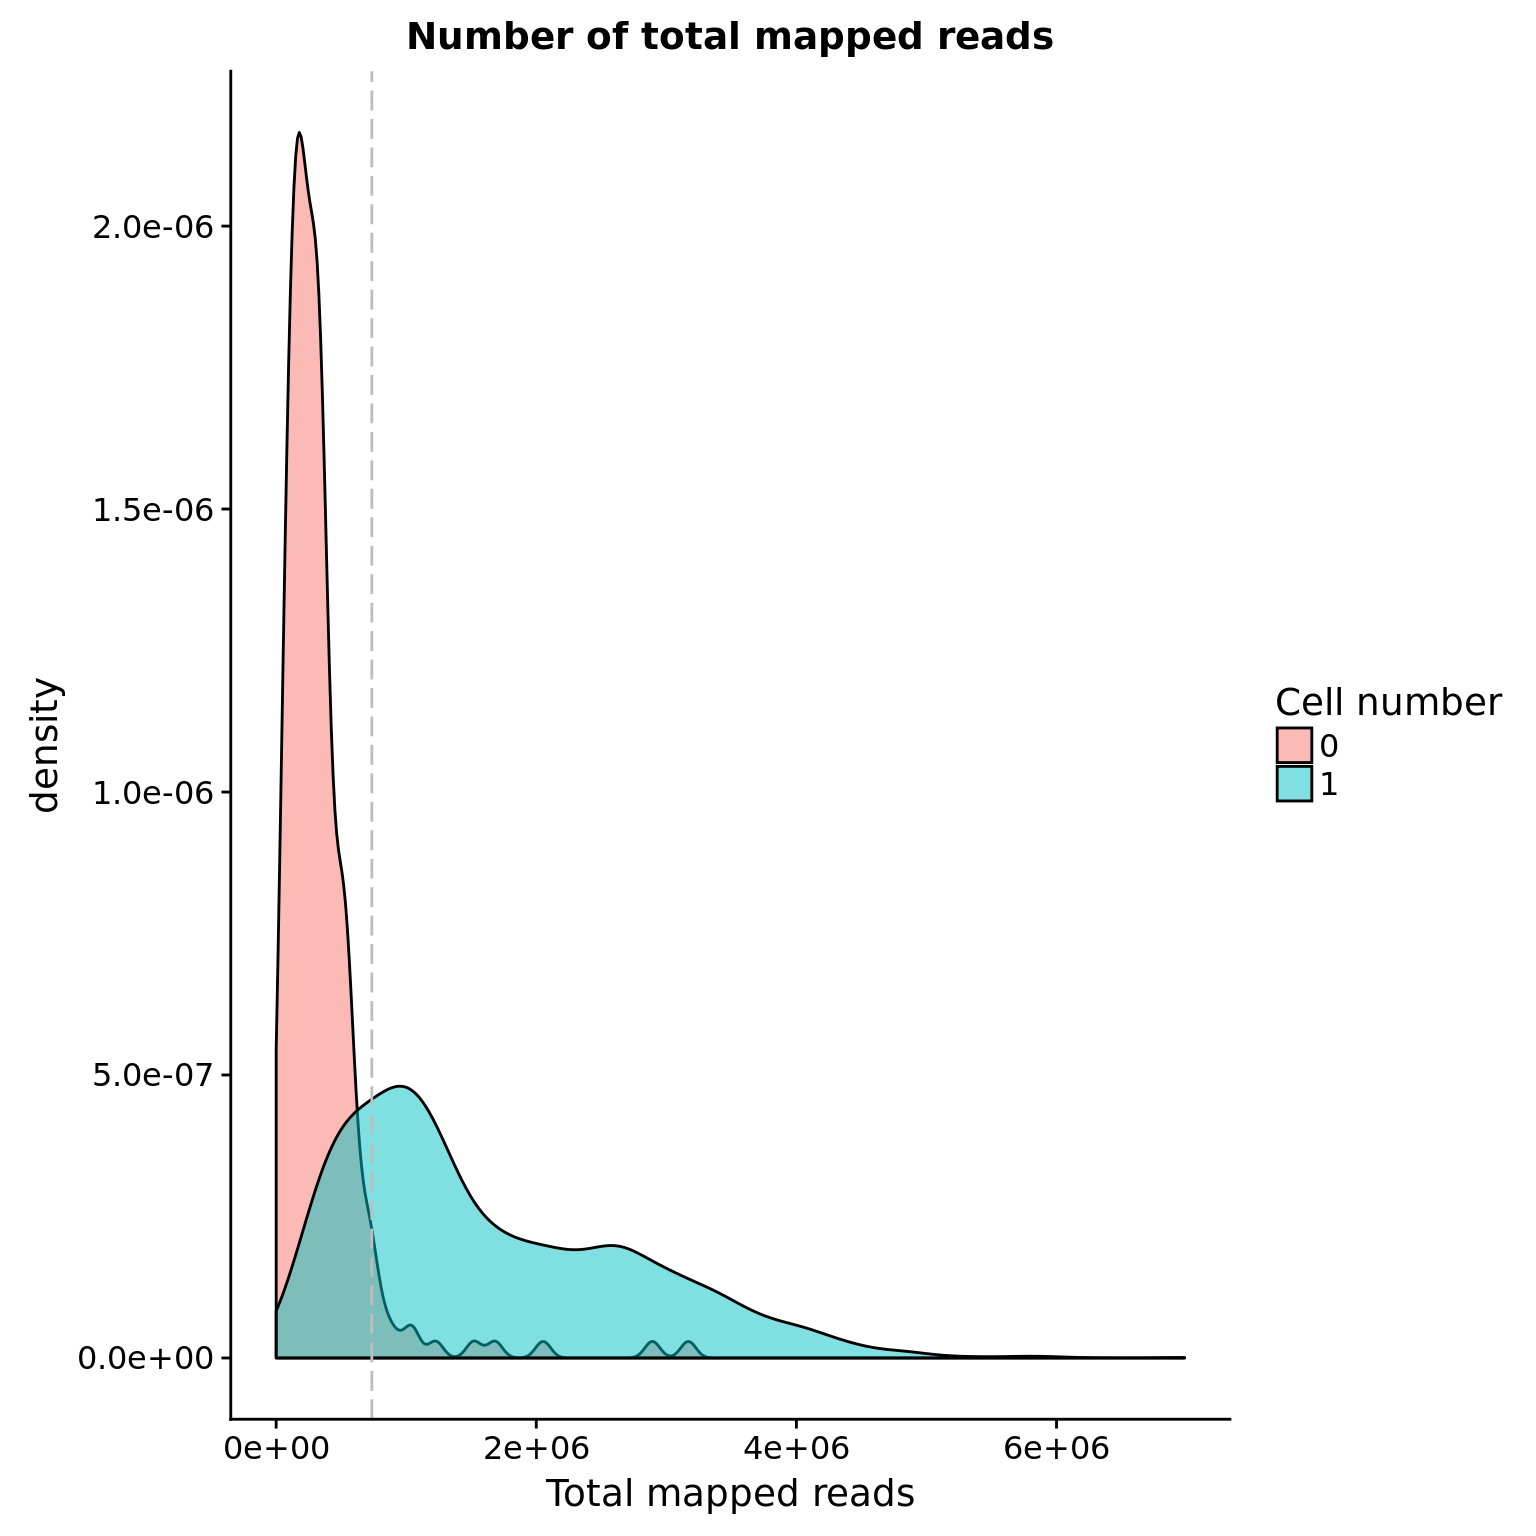 Number of total mapped reads
2.0e-06
1.5e-06
1.0e-06
5.0e-07
0.0e+00
density
0e+00 2e+06 4e+06 6e+06
Total mapped reads
Cell number
0
1